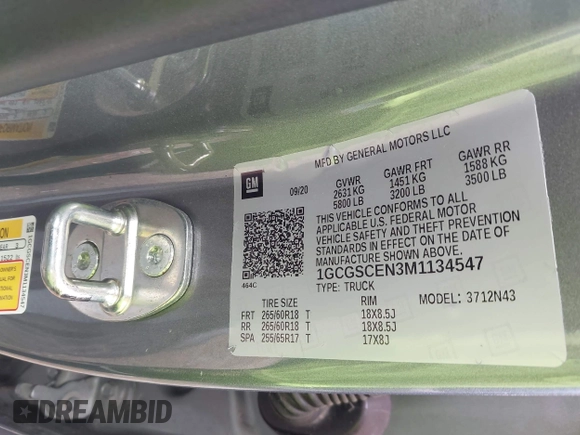 MFD BY GENERAL MOTORS LLC
GM
09/20
GVWR GAWR FRT GAWR RR
2631 KG 1451 KG 1588 KG
5800 LB 3200 LB 3500 LB
THIS VEHICLE CONFORMS TO ALL
APPLICABLE U.S. FEDERAL MOTOR
VEHICLE SAFETY AND THEFT PREVENTION
STANDARDS IN EFFECT ON THE DATE OF
MANUFACTURE SHOWN ABOVE.
1GCGSCEN3M1134547
464C
TYPE: TRUCK
TIRE SIZE RIM MODEL: 3712N43
FRT 265/60R18 T 18X8.5J
RR 265/60R18 T 18X8.5J
SPA 255/65R17 T 17X8J
1GCGSCEN3M1134547
DREAMBID